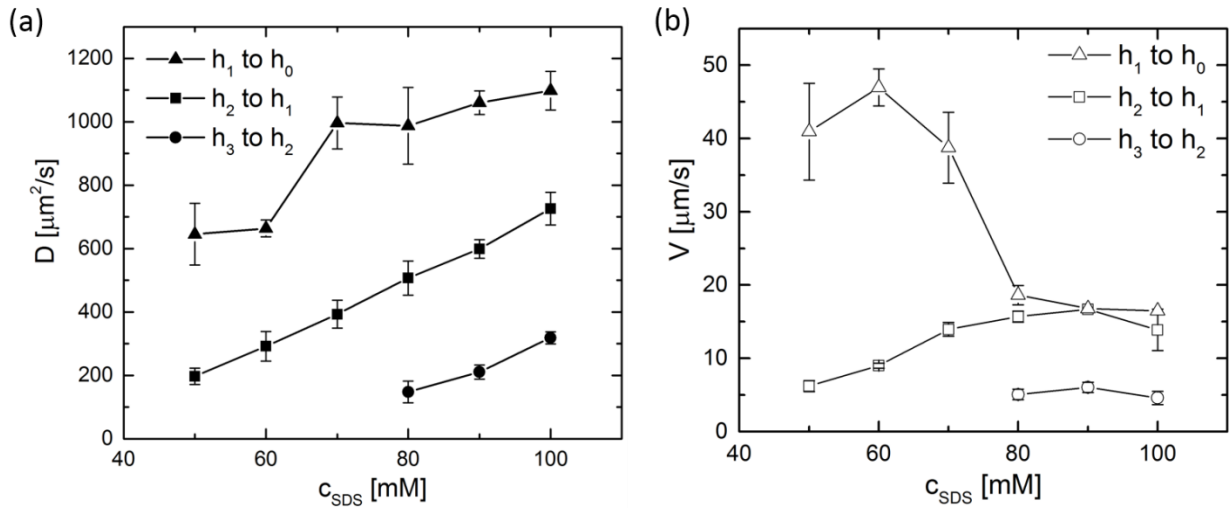 (a)
1200
1000
800
600
400
200
0
D [μm²/s]
h₁ to h₀
h₂ to h₁
h₃ to h₂
40 60 80 100
c_SDS [mM]
(b)
50
40
30
20
10
0
V [μm/s]
h₁ to h₀
h₂ to h₁
h₃ to h₂
40 60 80 100
c_SDS [mM]